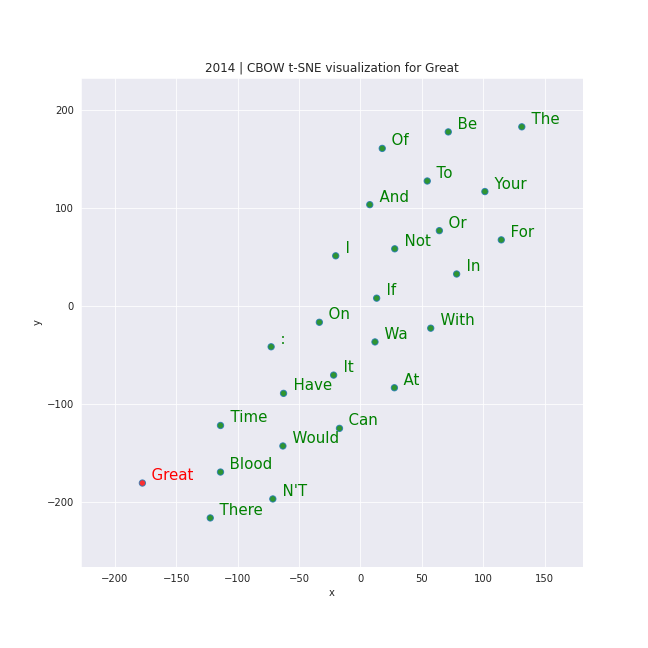 2014 | CBOW t-SNE visualization for Great
200
The
Be
Of
To
Your
100
And
Or
For
Not
I
In
If
0
On
With
Wa
:
It
At
Have
−100
Can
Time
Would
Blood
Great
N'T
−200
There
−200 −150 −100 −50 0 50 100 150
x
y